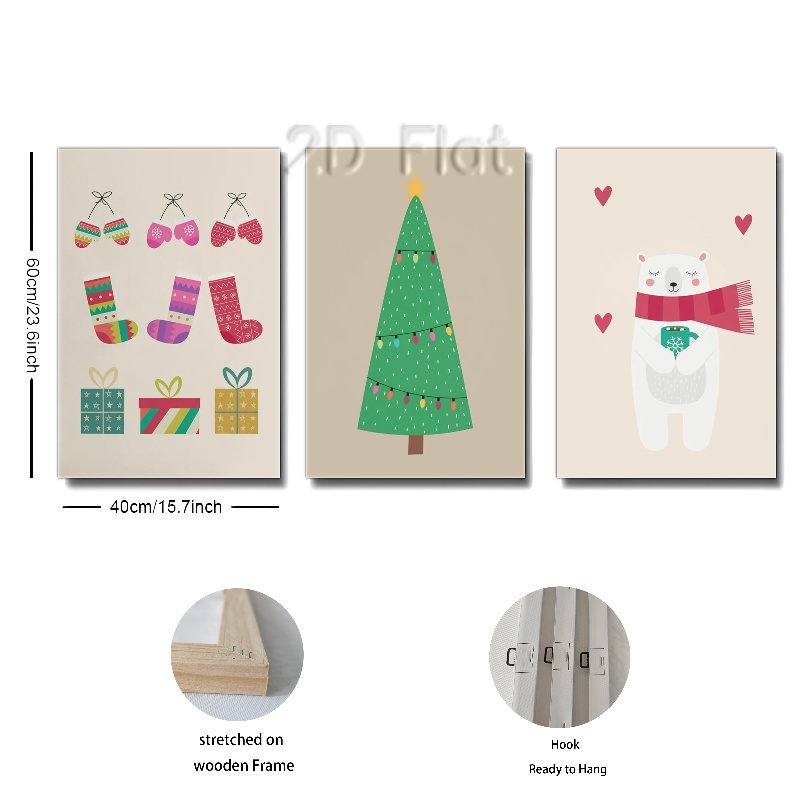 2D Flat
60cm/23.6inch
40cm/15.7inch
stretched on
wooden Frame
Hook
Ready to Hang